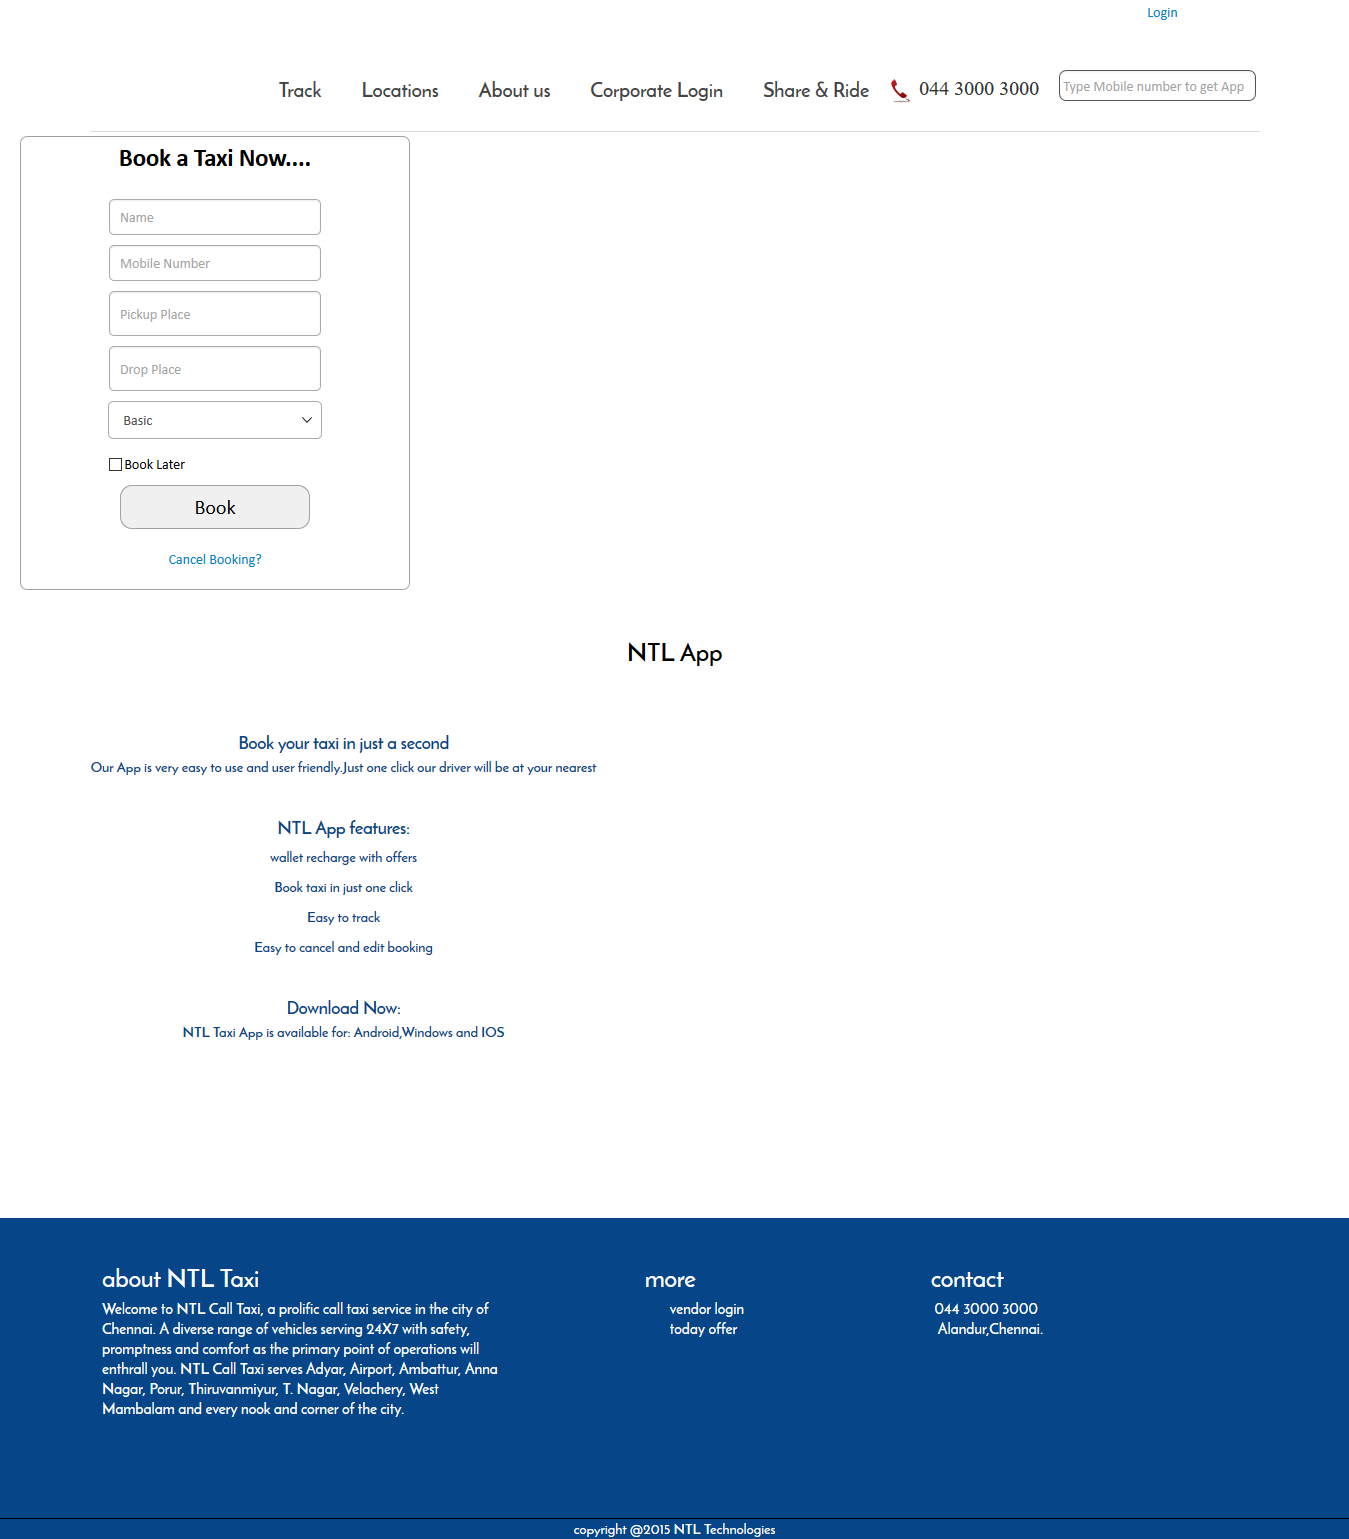 Login
Track Locations About us Corporate Login Share & Ride 044 3000 3000 Type Mobile number to get App
Book a Taxi Now....
Name
Mobile Number
Pickup Place
Drop Place
Basic
Book Later
Book
Cancel Booking?
NTL App
Book your taxi in just a second
Our App is very easy to use and user friendly.Just one click our driver will be at your nearest
NTL App features:
wallet recharge with offers
Book taxi in just one click
Easy to track
Easy to cancel and edit booking
Download Now:
NTL Taxi App is available for: Android,Windows and IOS
about NTL Taxi
Welcome to NTL Call Taxi, a prolific call taxi service in the city of
Chennai. A diverse range of vehicles serving 24X7 with safety,
promptness and comfort as the primary point of operations will
enthrall you. NTL Call Taxi serves Adyar, Airport, Ambattur, Anna
Nagar, Porur, Thiruvanmiyur, T. Nagar, Velachery, West
Mambalam and every nook and corner of the city.
more
vendor login
today offer
contact
044 3000 3000
Alandur,Chennai.
copyright @2015 NTL Technologies